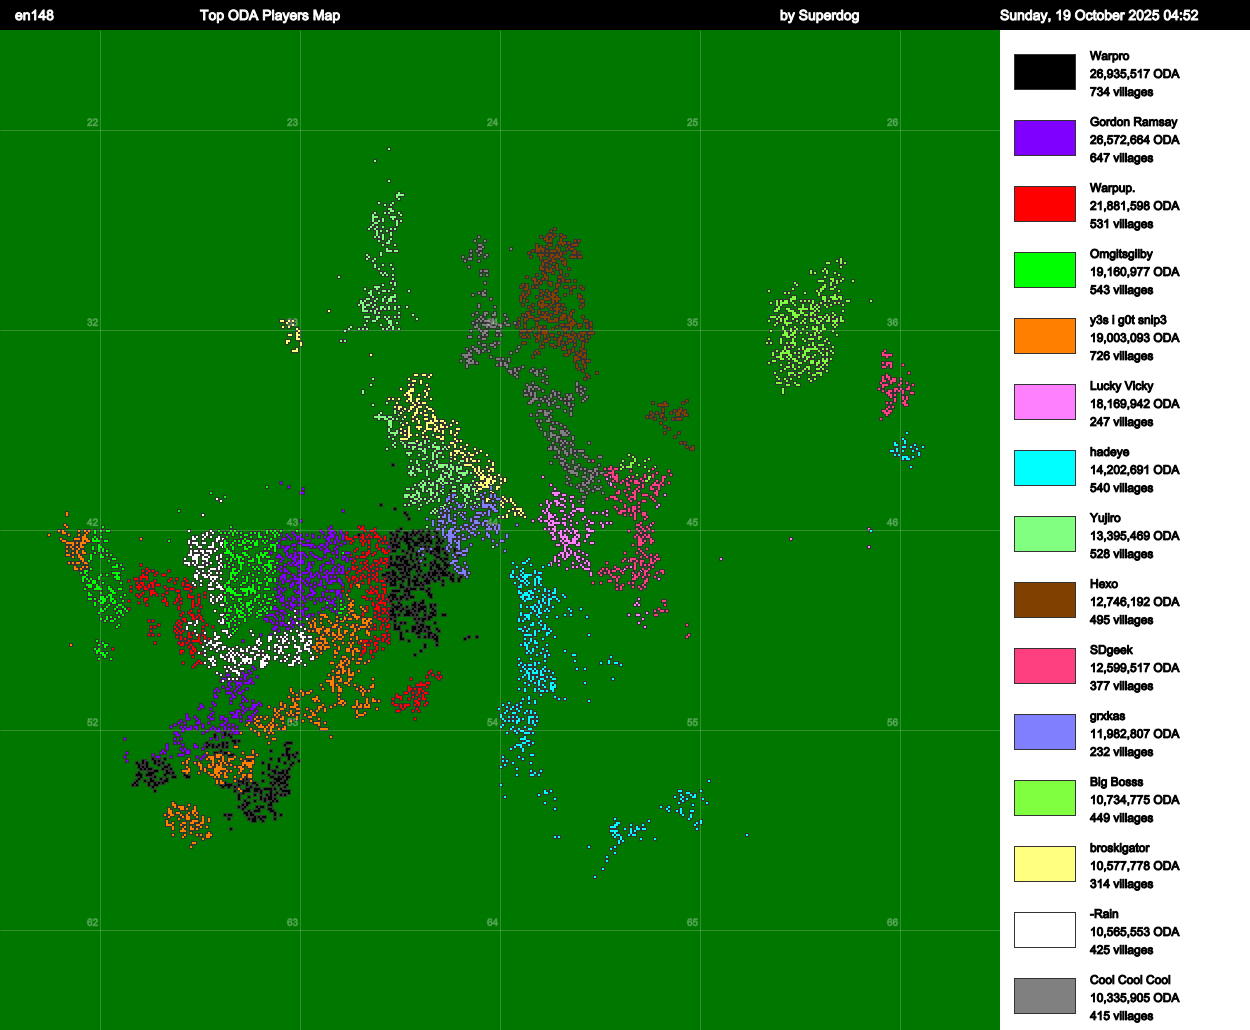 en148 Top ODA Players Map by Superdog Sunday, 19 October 2025 04:52
Warpro
26,935,517 ODA
734 villages
22 23 24 25 26
Gordon Ramsay
26,572,664 ODA
647 villages
Warpup.
21,881,598 ODA
531 villages
Omgitsgilby
19,160,977 ODA
543 villages
32 33 34 35 36
y3s i g0t snip3
19,003,093 ODA
726 villages
Lucky Vicky
18,169,942 ODA
247 villages
hadeye
14,202,691 ODA
540 villages
42 43 44 45 46
Yujiro
13,395,469 ODA
528 villages
Hexo
12,746,192 ODA
495 villages
SDgeek
12,599,517 ODA
377 villages
52 53 54 55 56
grxkas
11,982,807 ODA
232 villages
Big Bosss
10,734,775 ODA
449 villages
broskigator
10,577,778 ODA
314 villages
62 63 64 65 66
-Rain
10,565,553 ODA
425 villages
Cool Cool Cool
10,335,905 ODA
415 villages